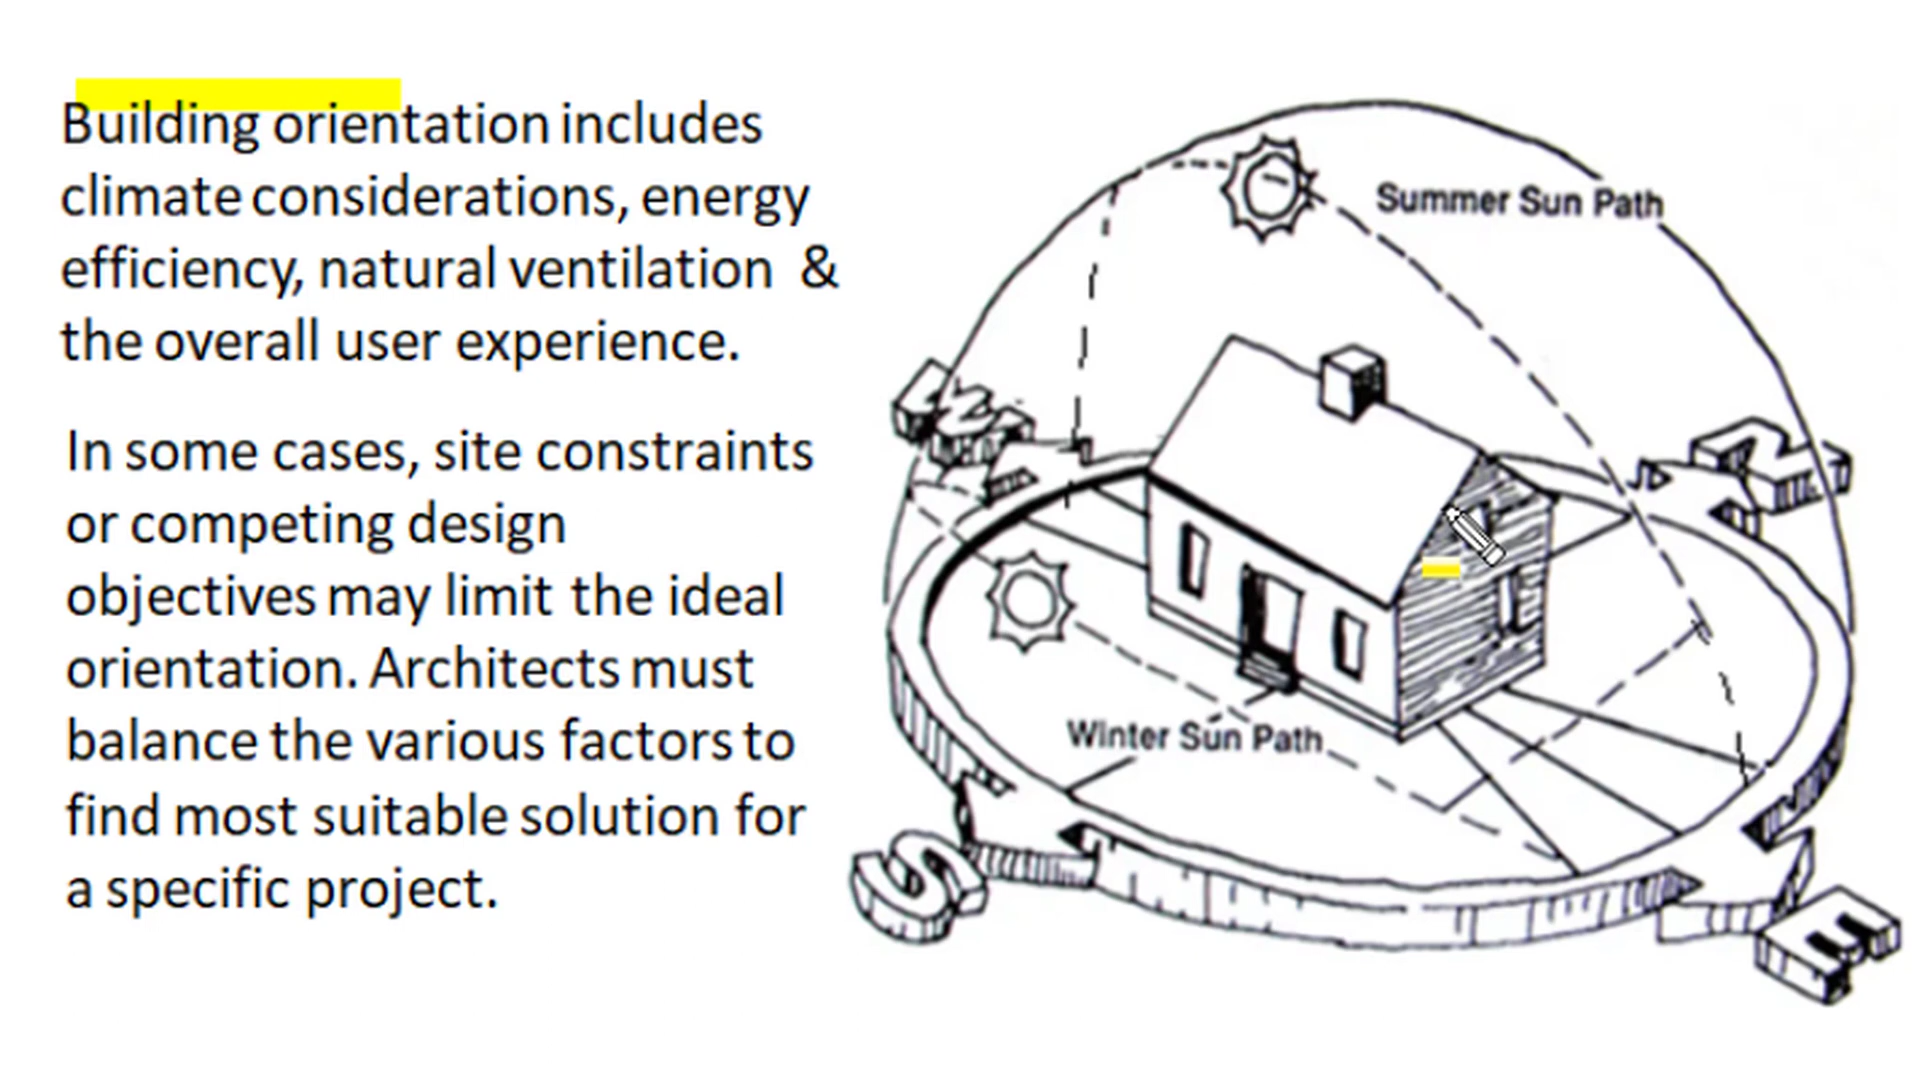 Building orientation includes
climate considerations, energy
efficiency, natural ventilation &
the overall user experience.
In some cases, site constraints
or competing design
objectives may limit the ideal
orientation. Architects must
balance the various factors to
find most suitable solution for
a specific project.
Summer Sun Path
W
N
Winter Sun Path
S
E